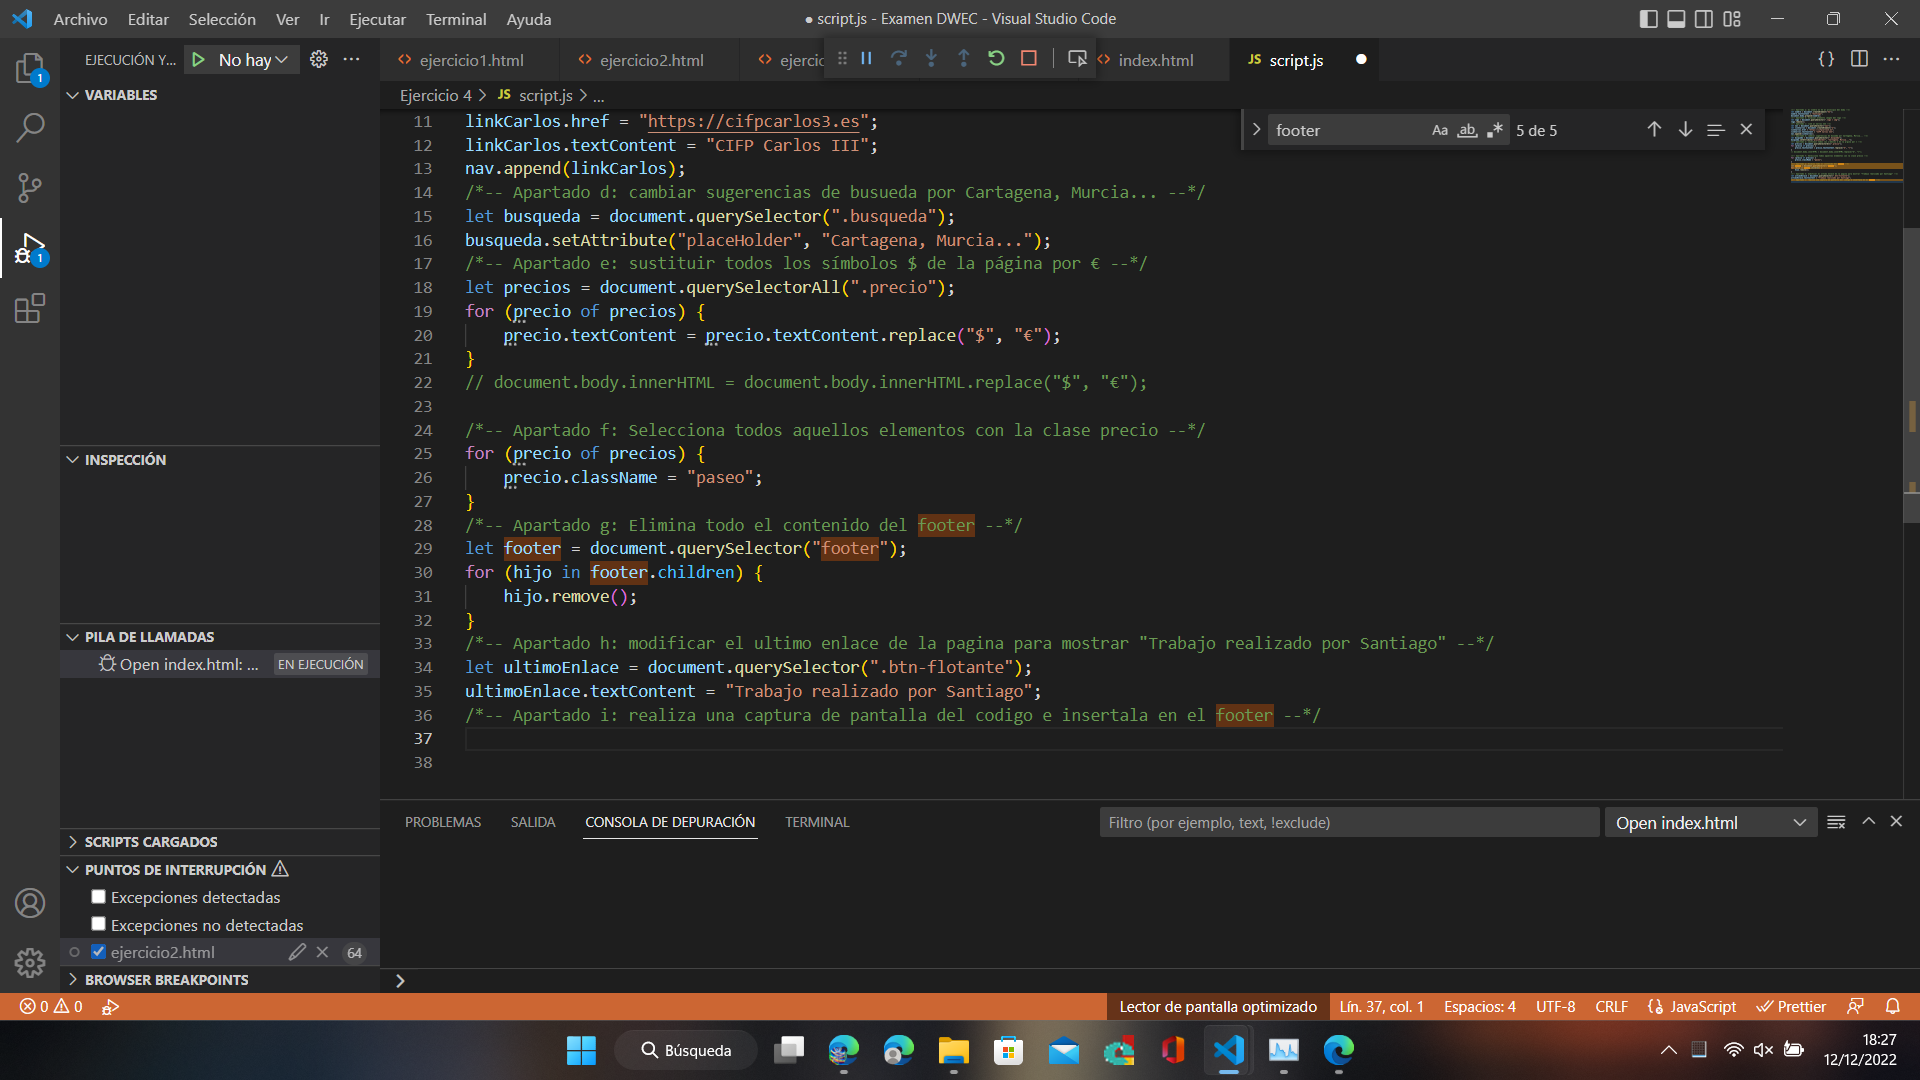 Archivo Editar Selección Ver Ir Ejecutar Terminal Ayuda
● script.js - Examen DWEC - Visual Studio Code
EJECUCIÓN Y... No hay
ejercicio1.html ejercicio2.html ejercic index.html JS script.js
Ejercicio 4 > JS script.js > ...
VARIABLES
INSPECCIÓN
PILA DE LLAMADAS
Open index.html: ... EN EJECUCIÓN
SCRIPTS CARGADOS
PUNTOS DE INTERRUPCIÓN
Excepciones detectadas
Excepciones no detectadas
ejercicio2.html 64
BROWSER BREAKPOINTS
1
1
footer Aa ab 5 de 5
11 linkCarlos.href = "https://cifpcarlos3.es";
12 linkCarlos.textContent = "CIFP Carlos III";
13 nav.append(linkCarlos);
14 /*-- Apartado d: cambiar sugerencias de busueda por Cartagena, Murcia... --*/
15 let busqueda = document.querySelector(".busqueda");
16 busqueda.setAttribute("placeHolder", "Cartagena, Murcia...");
17 /*-- Apartado e: sustituir todos los símbolos $ de la página por € --*/
18 let precios = document.querySelectorAll(".precio");
19 for (precio of precios) {
20 precio.textContent = precio.textContent.replace("$", "€");
21 }
22 // document.body.innerHTML = document.body.innerHTML.replace("$", "€");
23
24 /*-- Apartado f: Selecciona todos aquellos elementos con la clase precio --*/
25 for (precio of precios) {
26 precio.className = "paseo";
27 }
28 /*-- Apartado g: Elimina todo el contenido del footer --*/
29 let footer = document.querySelector("footer");
30 for (hijo in footer.children) {
31 hijo.remove();
32 }
33 /*-- Apartado h: modificar el ultimo enlace de la pagina para mostrar "Trabajo realizado por Santiago" --*/
34 let ultimoEnlace = document.querySelector(".btn-flotante");
35 ultimoEnlace.textContent = "Trabajo realizado por Santiago";
36 /*-- Apartado i: realiza una captura de pantalla del codigo e insertala en el footer --*/
37
38
PROBLEMAS SALIDA CONSOLA DE DEPURACIÓN TERMINAL
Filtro (por ejemplo, text, !exclude) Open index.html
0 0 Lector de pantalla optimizado Lín. 37, col. 1 Espacios: 4 UTF-8 CRLF JavaScript Prettier
Búsqueda
18:27
12/12/2022